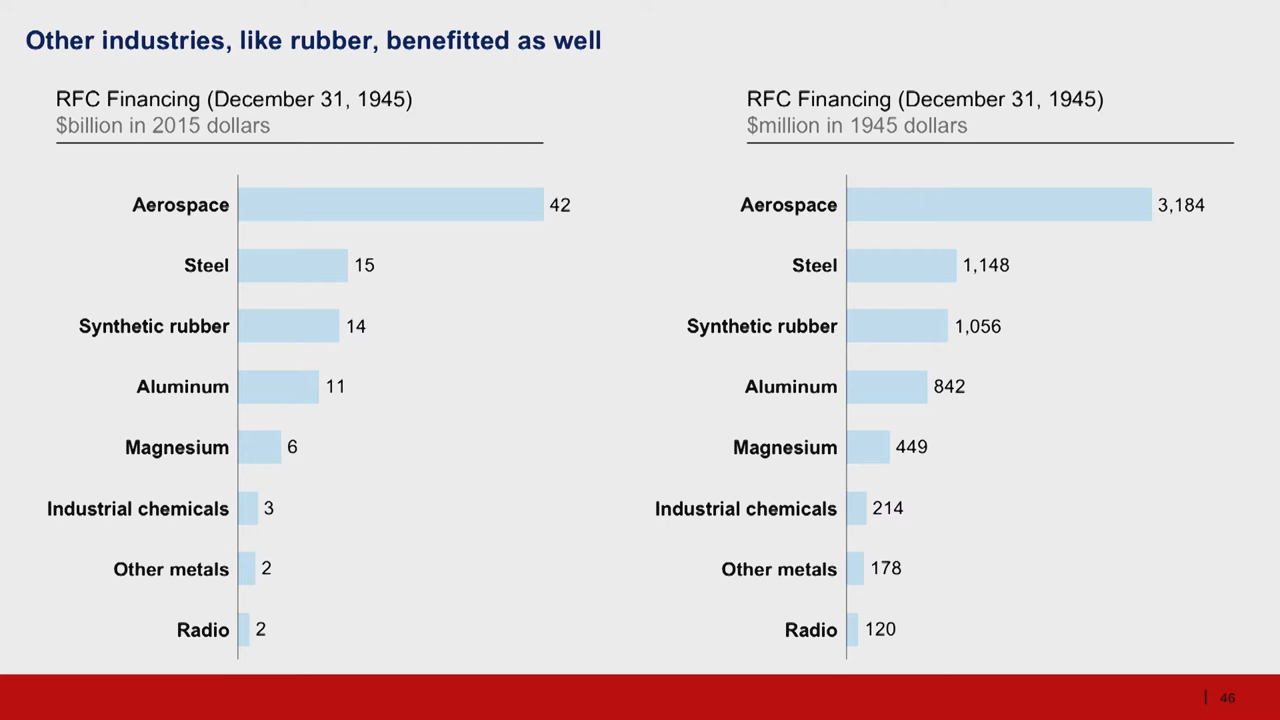 Other industries, like rubber, benefitted as well
RFC Financing (December 31, 1945)
$billion in 2015 dollars
Aerospace 42
Steel 15
Synthetic rubber 14
Aluminum 11
Magnesium 6
Industrial chemicals 3
Other metals 2
Radio 2
RFC Financing (December 31, 1945)
$million in 1945 dollars
Aerospace 3,184
Steel 1,148
Synthetic rubber 1,056
Aluminum 842
Magnesium 449
Industrial chemicals 214
Other metals 178
Radio 120
| 46